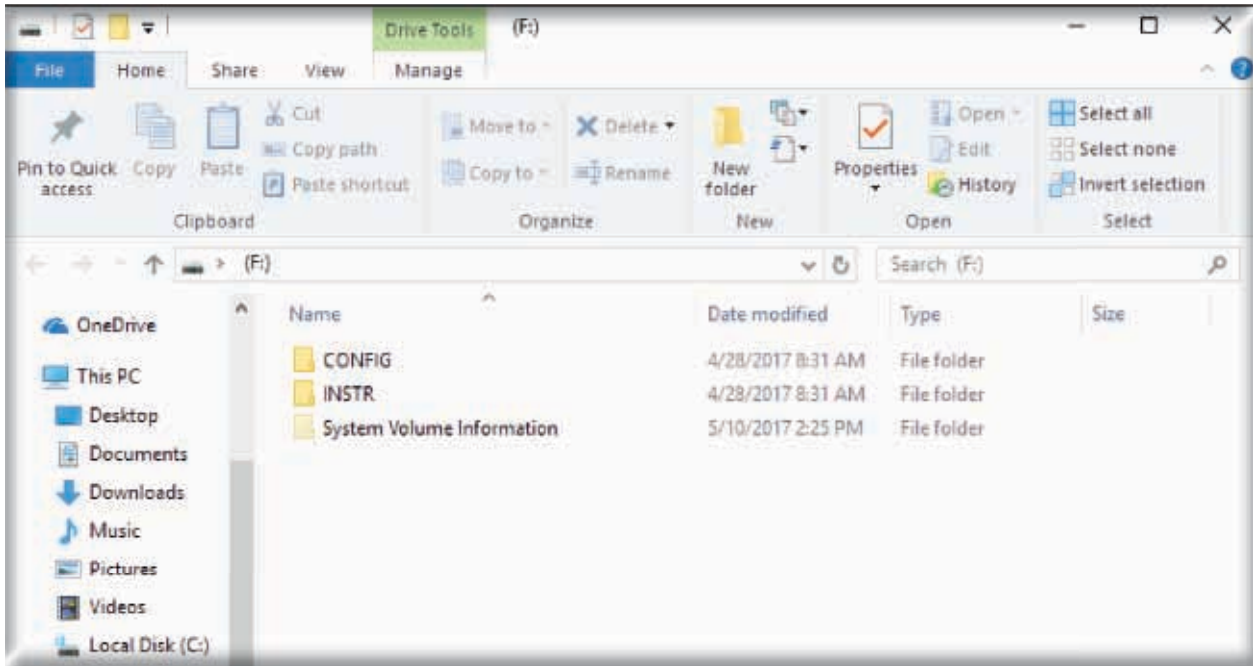 Drive Tools (F:)
File Home Share View Manage
Pin to Quick access Copy Paste Cut Copy path Paste shortcut
Move to Copy to Delete Rename
New folder
Properties Open Edit History
Select all Select none Invert selection
Clipboard Organize New Open Select
(F:) Search (F:)
Name Date modified Type Size
CONFIG 4/28/2017 8:31 AM File folder
INSTR 4/28/2017 8:31 AM File folder
System Volume Information 5/10/2017 2:25 PM File folder
OneDrive
This PC
Desktop
Documents
Downloads
Music
Pictures
Videos
Local Disk (C:)